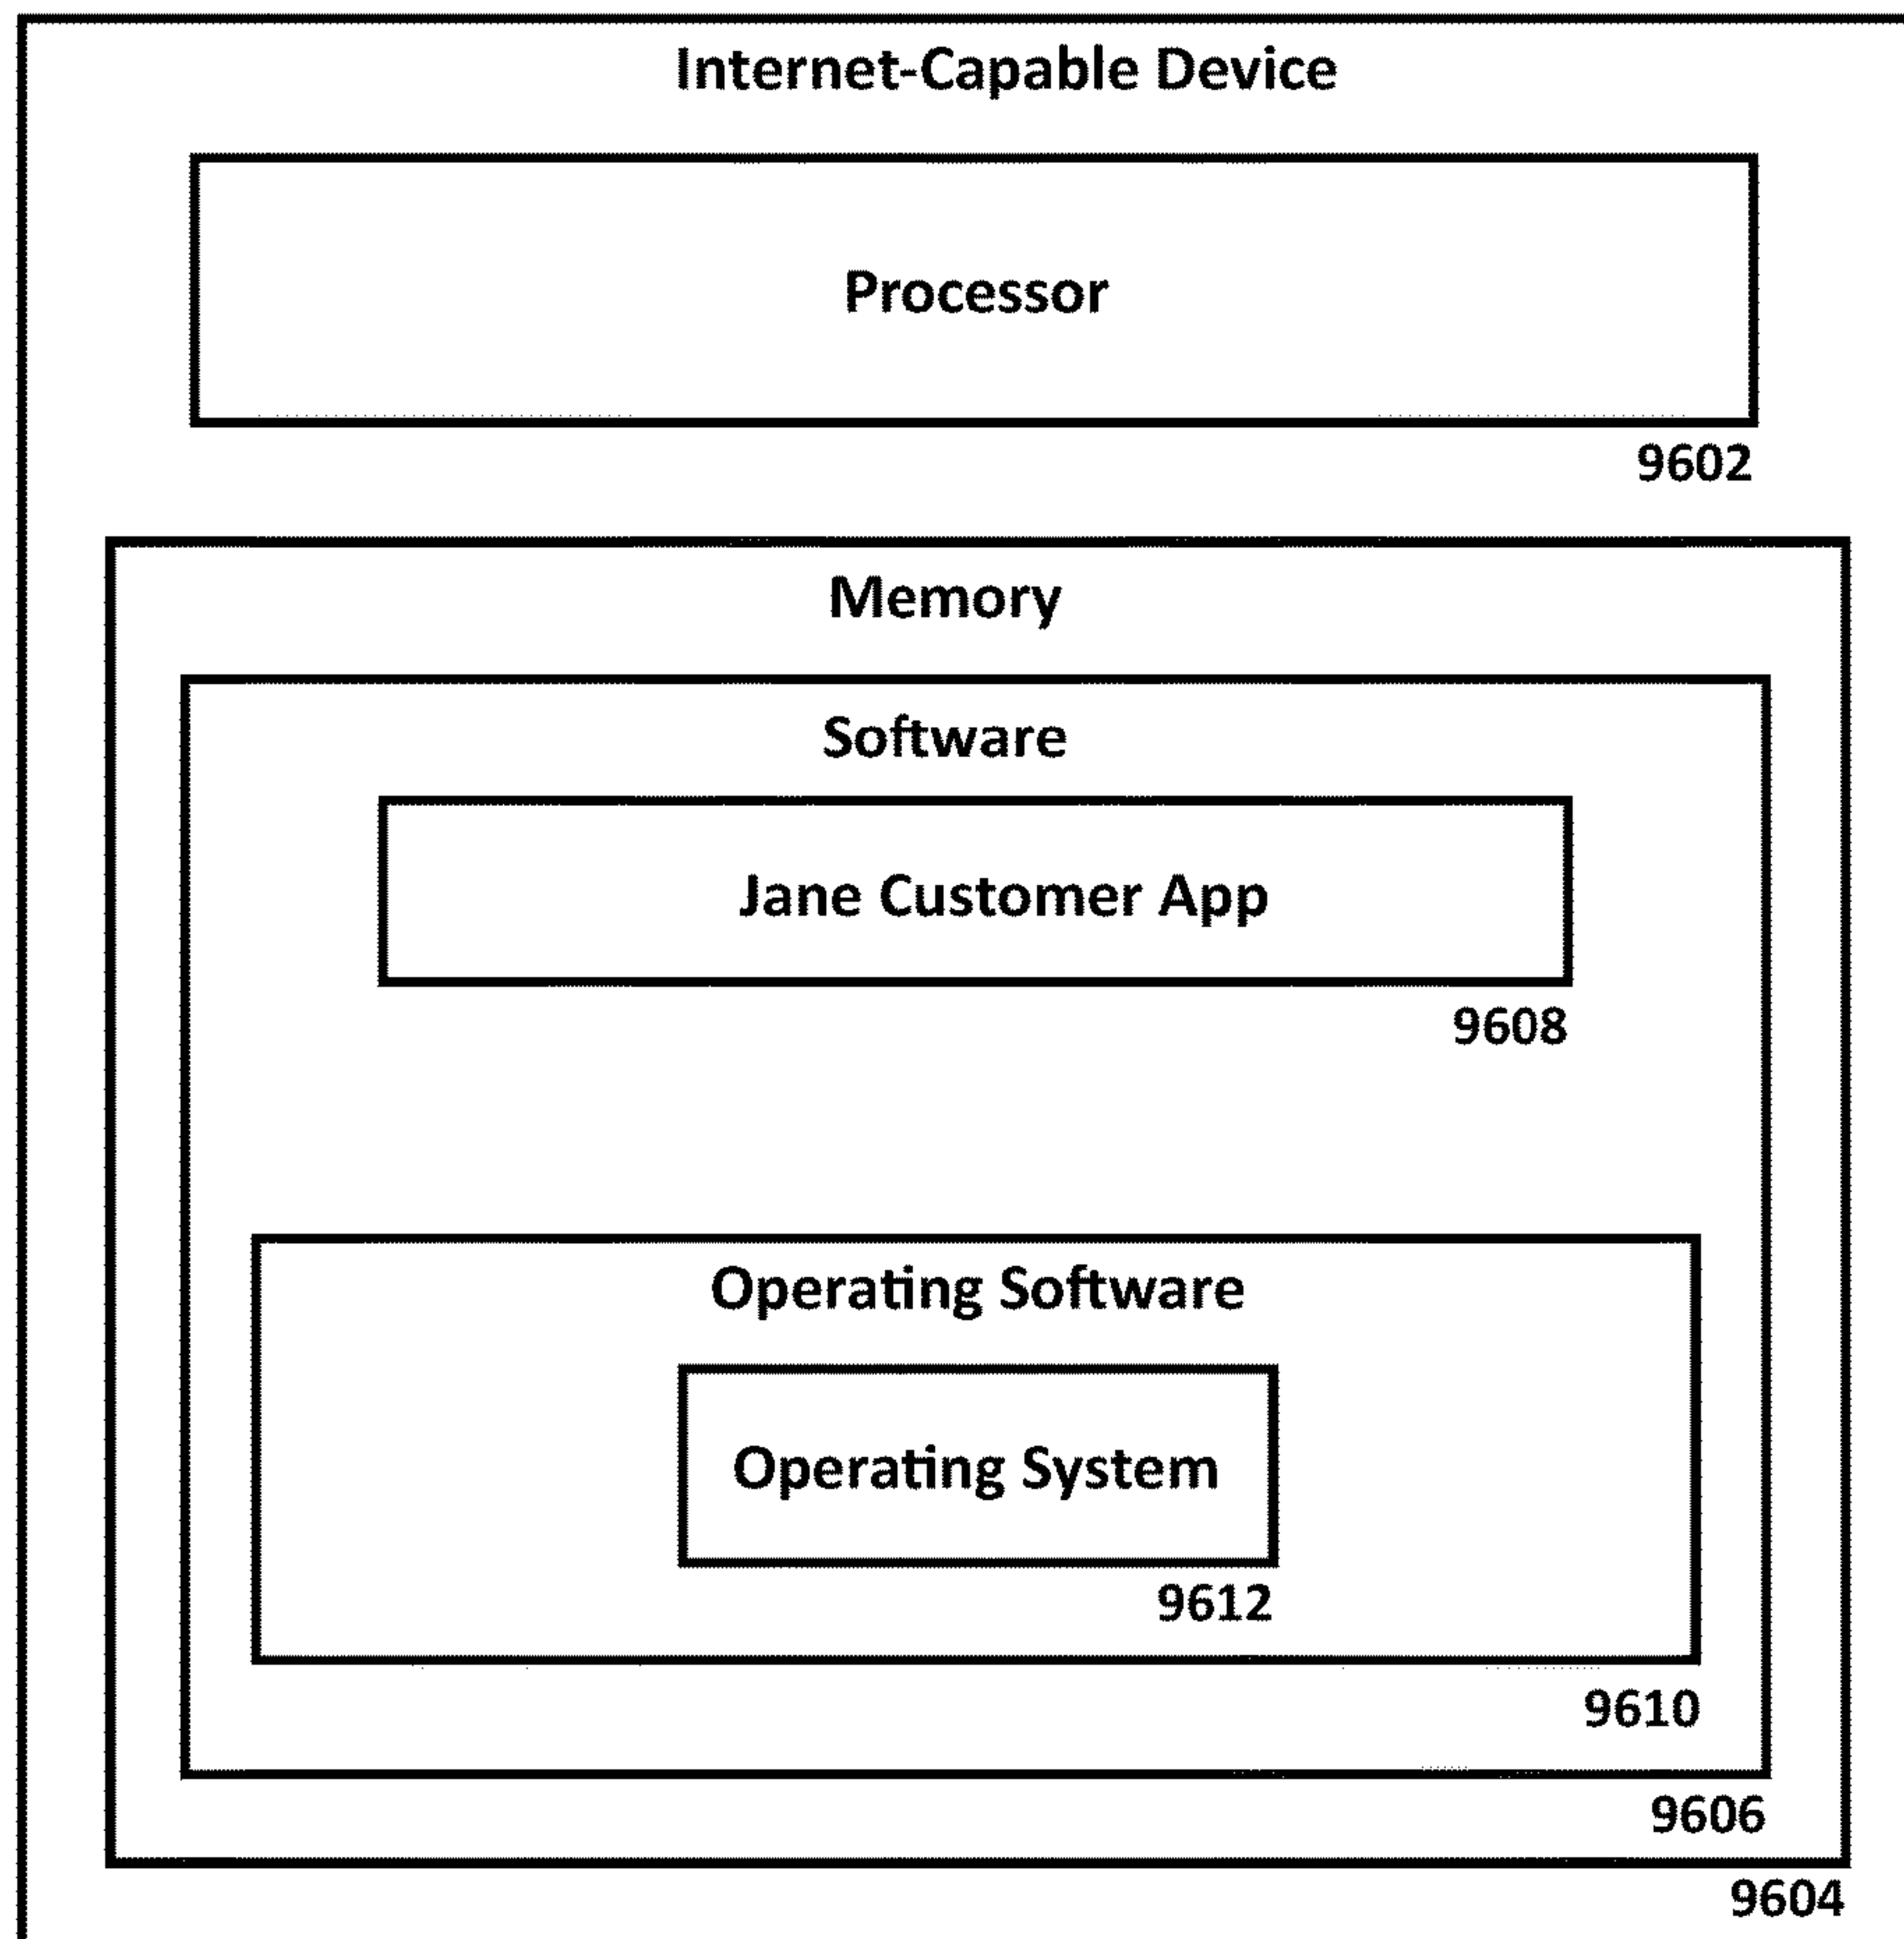 Internet-Capable Device
Processor
9602
Memory
Software
Jane Customer App
9608
Operating Software
Operating System
9612
9610
9606
9604